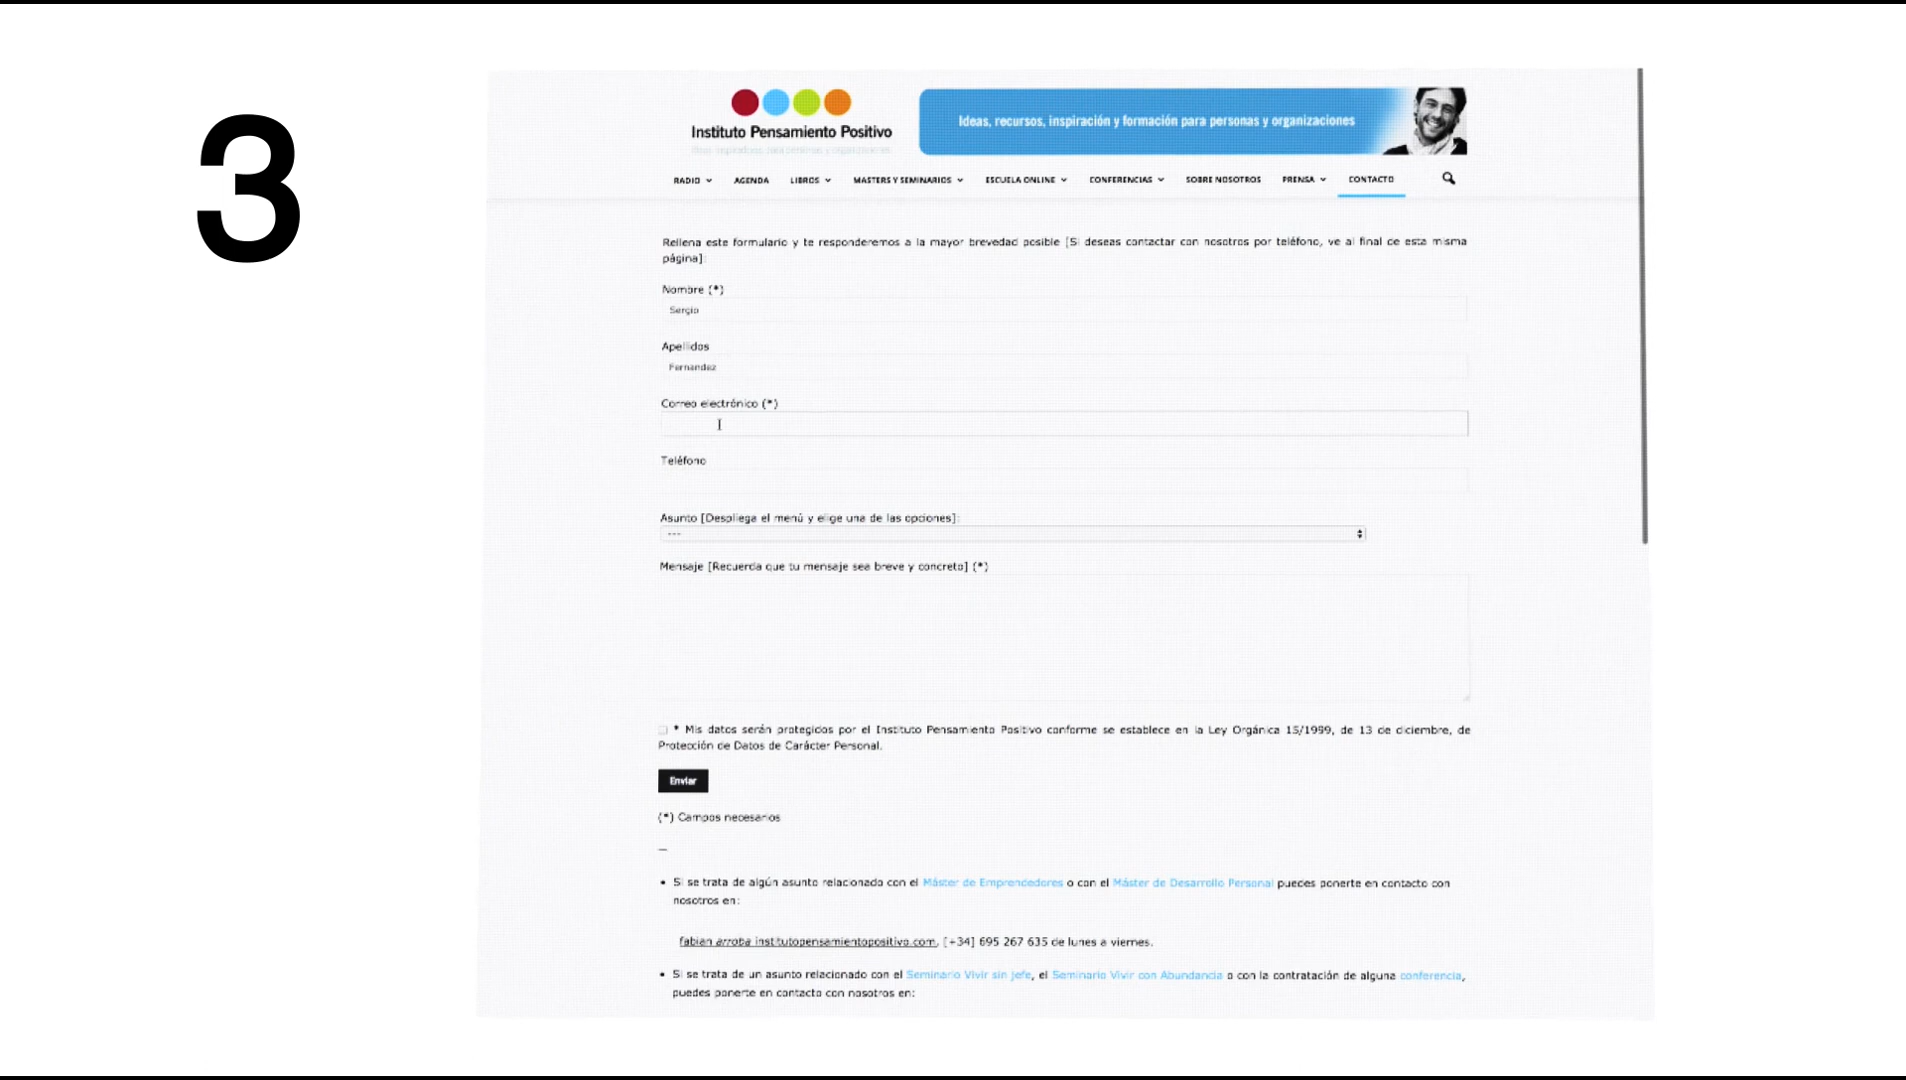 3
Instituto Pensamiento Positivo
Ideas, recursos, inspiración y formación para personas y organizaciones
RADIO AGENDA LIBROS MASTERS Y SEMINARIOS ESCUELA ONLINE CONFERENCIAS SOBRE NOSOTROS PRENSA CONTACTO
Rellena este formulario y te responderemos a la mayor brevedad posible [Si deseas contactar con nosotros por teléfono, ve al final de esta misma
página]:
Nombre (*)
Sergio
Apellidos
Fernandez
Correo electrónico (*)
Teléfono
Asunto [Despliega el menú y elige una de las opciones]:
---
Mensaje [Recuerda que tu mensaje sea breve y concreto] (*)
* Mis datos serán protegidos por el Instituto Pensamiento Positivo conforme se establece en la Ley Orgánica 15/1999, de 13 de diciembre, de
Protección de Datos de Carácter Personal.
Enviar
(*) Campos necesarios
—
• Si se trata de algún asunto relacionado con el Máster de Emprendedores o con el Máster de Desarrollo Personal puedes ponerte en contacto con
nosotros en:
fabian arroba institutopensamientopositivo.com, [+34] 695 267 635 de lunes a viernes.
• Si se trata de un asunto relacionado con el Seminario Vivir sin jefe, el Seminario Vivir con Abundancia o con la contratación de alguna conferencia,
puedes ponerte en contacto con nosotros en: